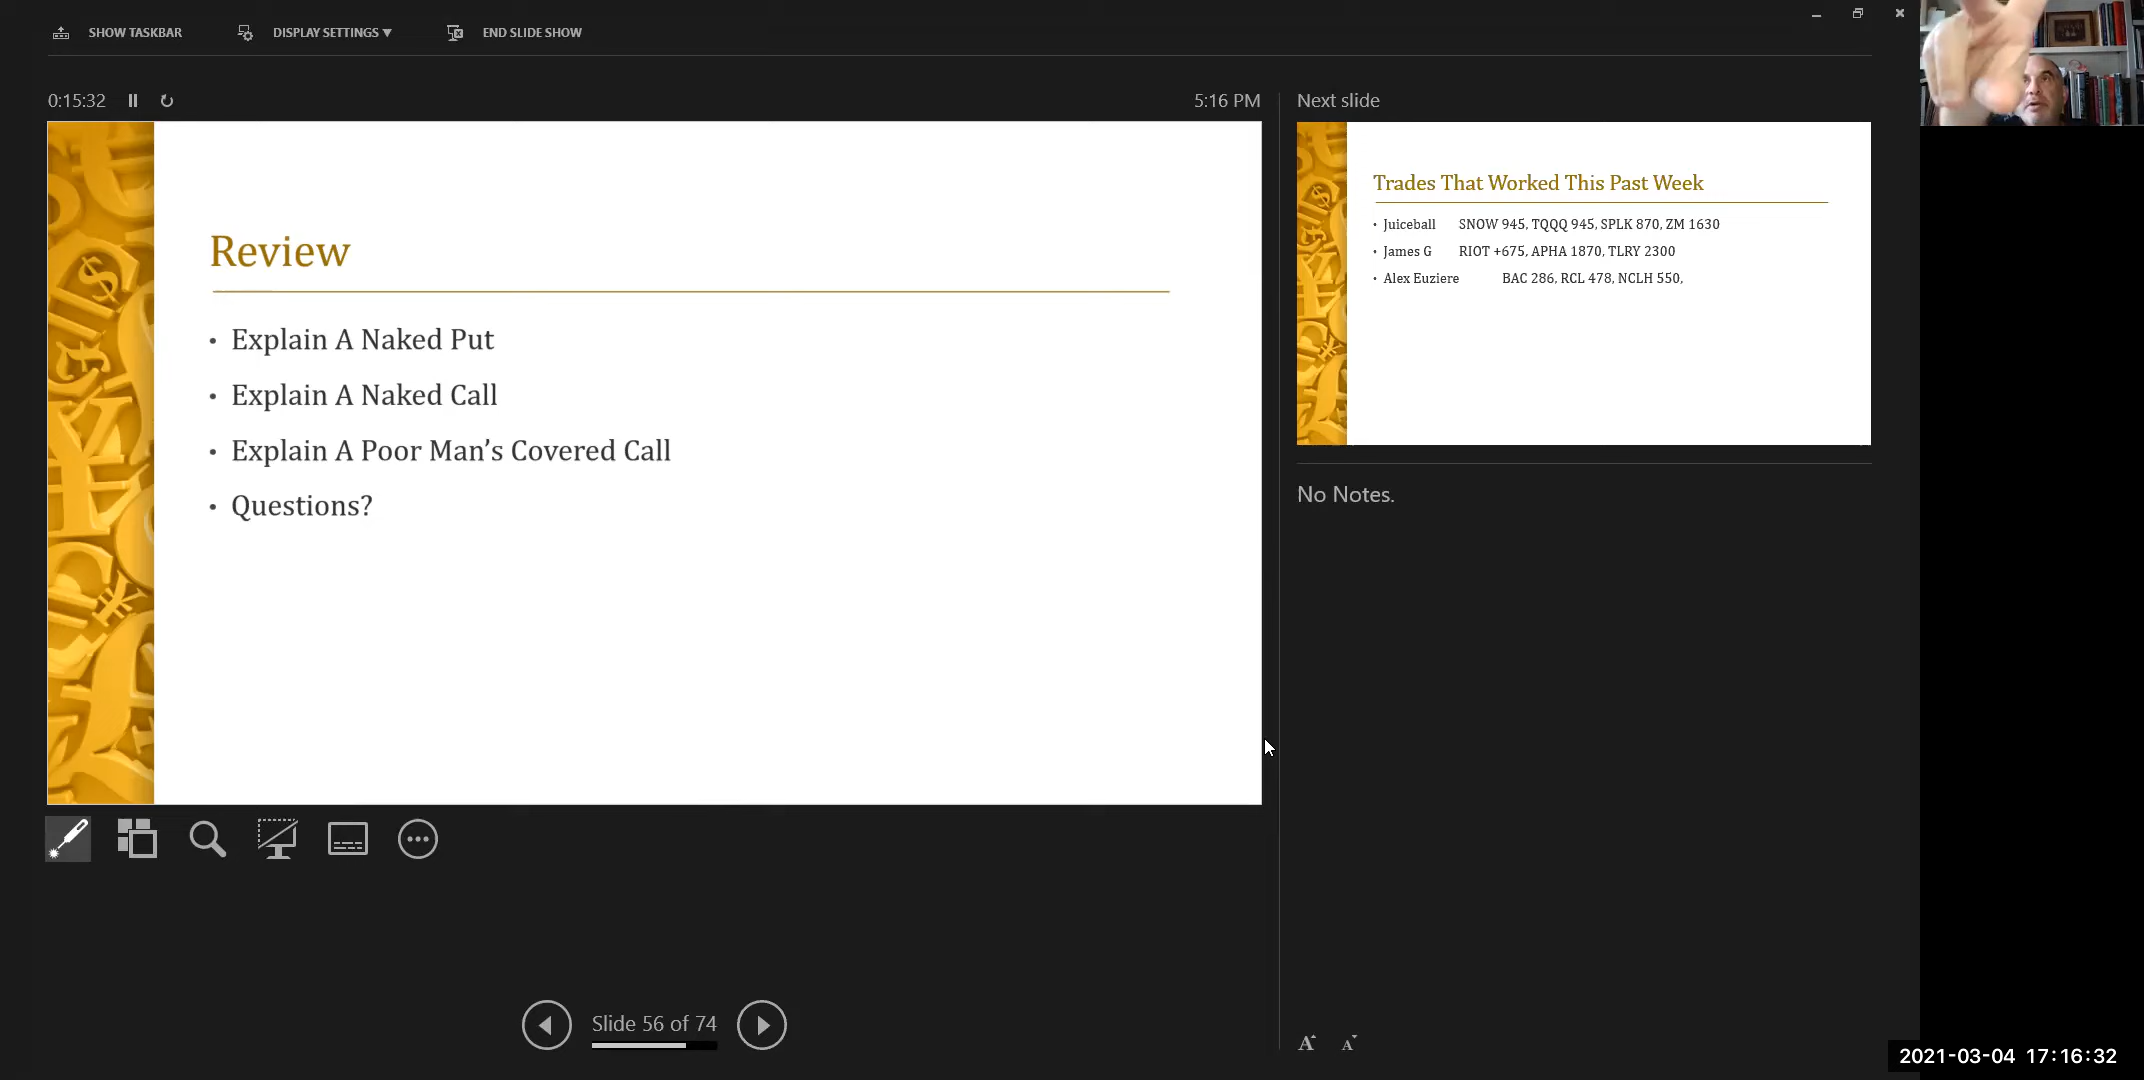 SHOW TASKBAR
DISPLAY SETTINGS ▼
END SLIDE SHOW
0:15:32
5:16 PM
Review
• Explain A Naked Put
• Explain A Naked Call
• Explain A Poor Man’s Covered Call
• Questions?
Slide 56 of 74
Next slide
Trades That Worked This Past Week
• Juiceball SNOW 945, TQQQ 945, SPLK 870, ZM 1630
• James G RIOT +675, APHA 1870, TLRY 2300
• Alex Euziere BAC 286, RCL 478, NCLH 550,
No Notes.
A A
2021-03-04 17:16:32